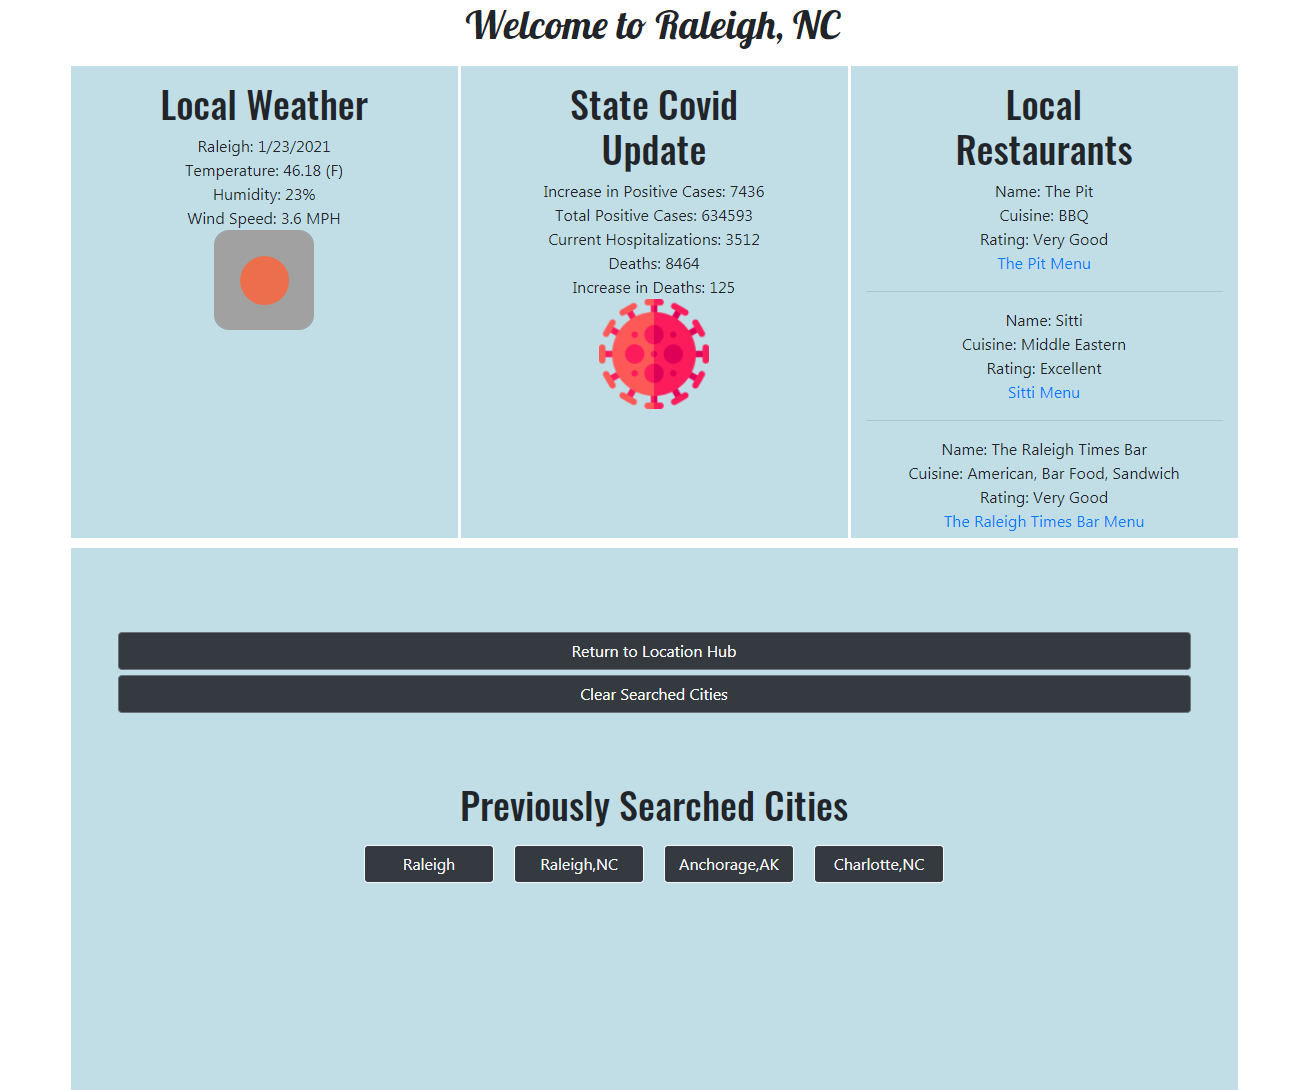 Welcome to Raleigh, NC
Local Weather
Raleigh: 1/23/2021
Temperature: 46.18 (F)
Humidity: 23%
Wind Speed: 3.6 MPH
State Covid
Update
Increase in Positive Cases: 7436
Total Positive Cases: 634593
Current Hospitalizations: 3512
Deaths: 8464
Increase in Deaths: 125
Local
Restaurants
Name: The Pit
Cuisine: BBQ
Rating: Very Good
The Pit Menu
Name: Sitti
Cuisine: Middle Eastern
Rating: Excellent
Sitti Menu
Name: The Raleigh Times Bar
Cuisine: American, Bar Food, Sandwich
Rating: Very Good
The Raleigh Times Bar Menu
Return to Location Hub
Clear Searched Cities
Previously Searched Cities
Raleigh
Raleigh,NC
Anchorage,AK
Charlotte,NC